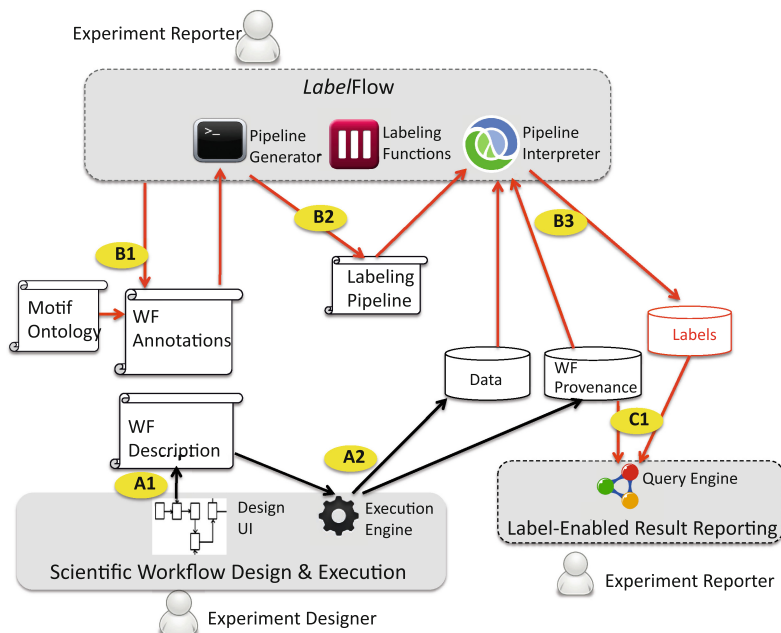 Experiment Reporter
LabelFlow
>_
Pipeline
Generator
Labeling
Functions
Pipeline
Interpreter
B1
B2
B3
Motif
Ontology
WF
Annotations
Labeling
Pipeline
Labels
Data
WF
Provenance
WF
Description
C1
A1
A2
Design
UI
Execution
Engine
Query Engine
Label-Enabled Result Reporting
Scientific Workflow Design & Execution
Experiment Reporter
Experiment Designer